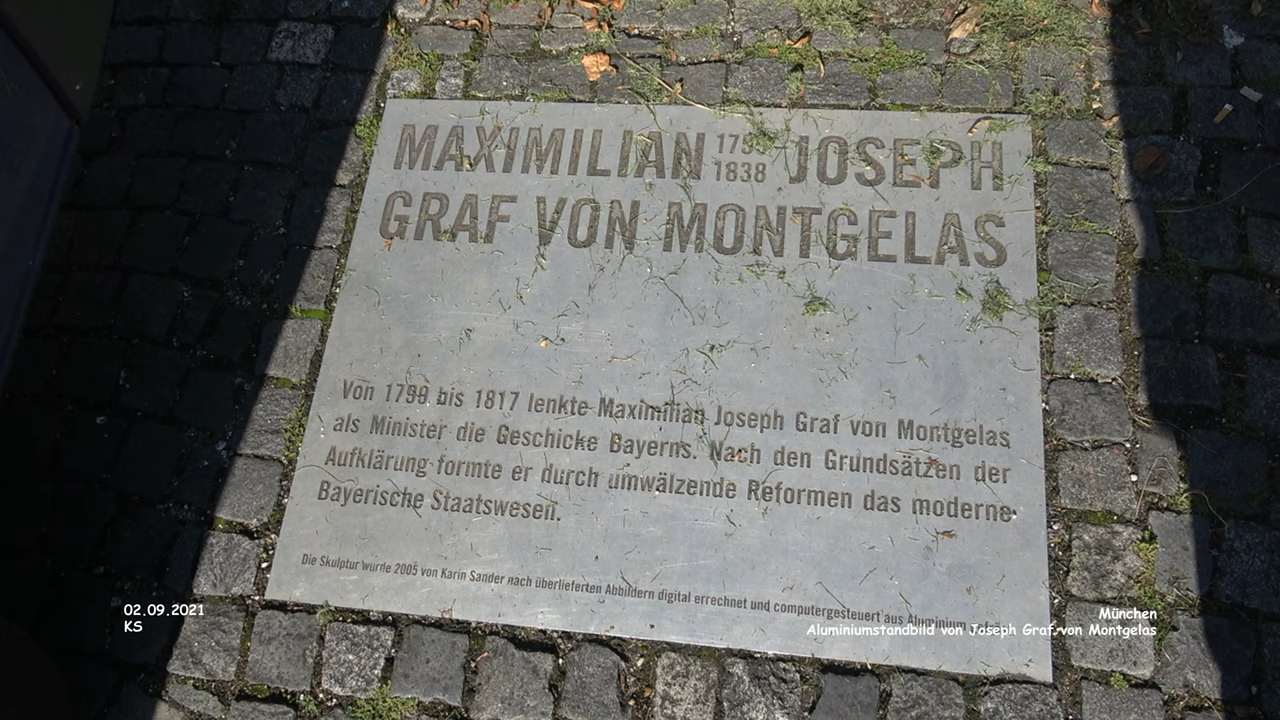 MAXIMILIAN 1759 JOSEPH
1838
GRAF VON MONTGELAS
Von 1799 bis 1817 lenkte Maximilian Joseph Graf von Montgelas
als Minister die Geschicke Bayerns. Nach den Grundsätzen der
Aufklärung formte er durch umwälzende Reformen das moderne
Bayerische Staatswesen.
Die Skulptur wurde 2005 von Karin Sander nach überlieferten Abbildern digital errechnet und computergesteuert aus Aluminium
02.09.2021
KS
München
Aluminiumstandbild von Joseph Graf von Montgelas